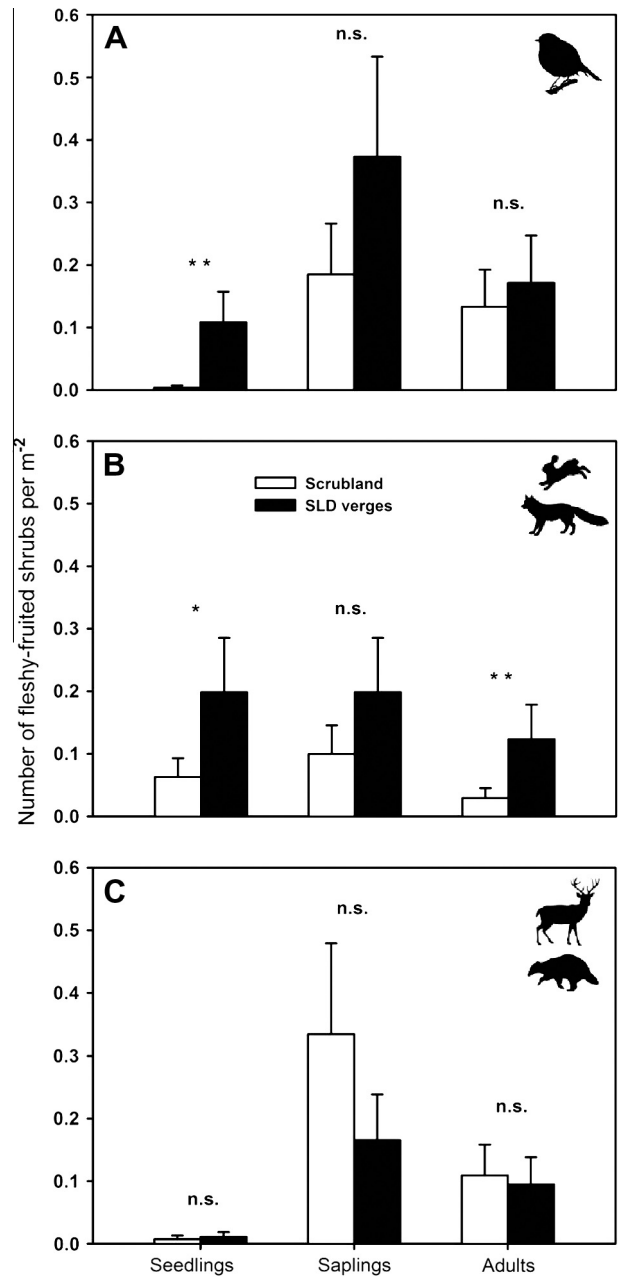 Number of fleshy-fruited shrubs per m-2
A
0.6
0.5
0.4
0.3
0.2
0.1
0.0
* *
n.s.
n.s.
B
0.6
0.5
0.4
0.3
0.2
0.1
0.0
Scrubland
SLD verges
*
n.s.
* *
C
0.6
0.5
0.4
0.3
0.2
0.1
0.0
n.s.
n.s.
n.s.
Seedlings Saplings Adults